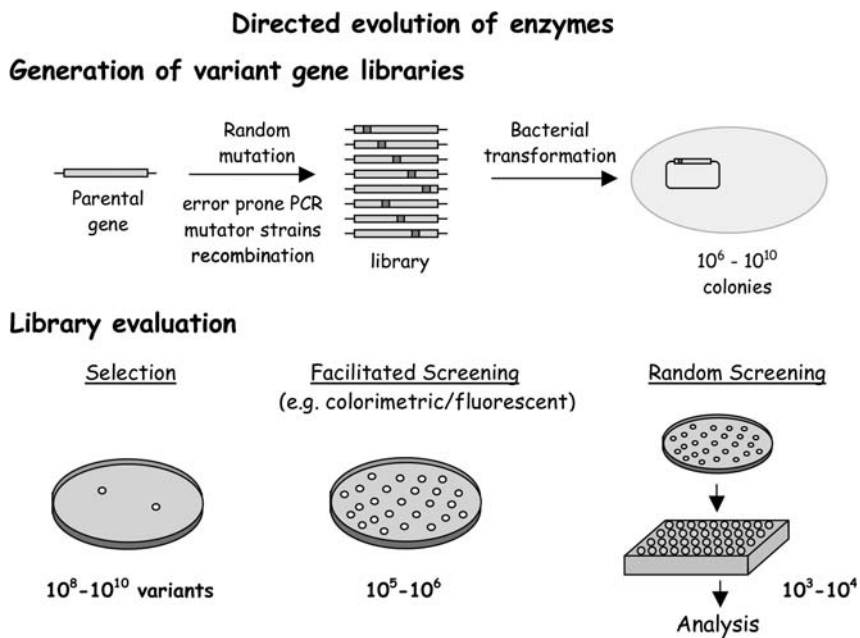 Directed evolution of enzymes
Generation of variant gene libraries
Parental
gene
Random
mutation
error prone PCR
mutator strains
recombination
library
Bacterial
transformation
10⁶ - 10¹⁰
colonies
Library evaluation
Selection
10⁸-10¹⁰ variants
Facilitated Screening
(e.g. colorimetric/fluorescent)
10⁵-10⁶
Random Screening
10³-10⁴
Analysis